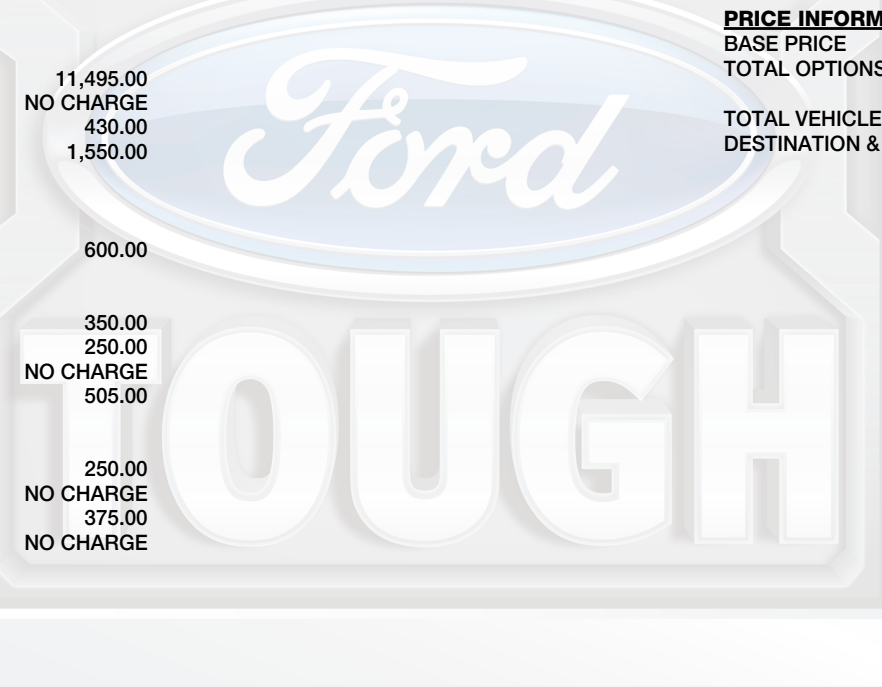 PRICE INFORM
BASE PRICE
TOTAL OPTIONS
TOTAL VEHICLE
DESTINATION &
11,495.00
NO CHARGE
430.00
1,550.00
600.00
350.00
250.00
NO CHARGE
505.00
250.00
NO CHARGE
375.00
NO CHARGE
Ford
TOUGH